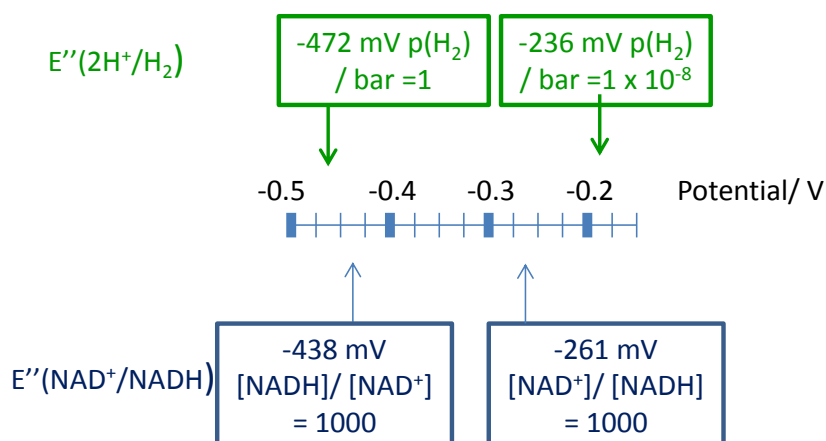 E’’(2H⁺/H₂)
-472 mV p(H₂)
/ bar =1
-236 mV p(H₂)
/ bar =1 x 10⁻⁸
-0.5 -0.4 -0.3 -0.2 Potential/ V
E’’(NAD⁺/NADH)
-438 mV
[NADH]/ [NAD⁺]
= 1000
-261 mV
[NAD⁺]/ [NADH]
= 1000